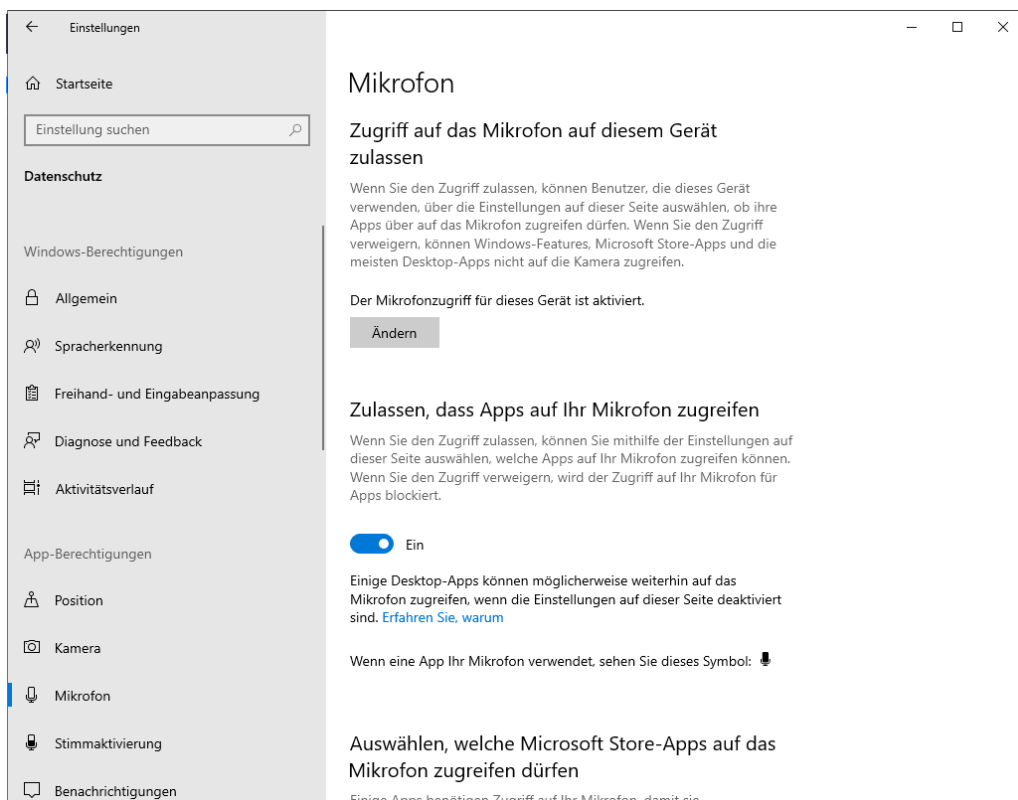 Einstellungen
Startseite
Einstellung suchen
Datenschutz
Windows-Berechtigungen
Allgemein
Spracherkennung
Freihand- und Eingabeanpassung
Diagnose und Feedback
Aktivitätsverlauf
App-Berechtigungen
Position
Kamera
Mikrofon
Stimmaktivierung
Benachrichtigungen
Mikrofon
Zugriff auf das Mikrofon auf diesem Gerät
zulassen
Wenn Sie den Zugriff zulassen, können Benutzer, die dieses Gerät
verwenden, über die Einstellungen auf dieser Seite auswählen, ob ihre
Apps über auf das Mikrofon zugreifen dürfen. Wenn Sie den Zugriff
verweigern, können Windows-Features, Microsoft Store-Apps und die
meisten Desktop-Apps nicht auf die Kamera zugreifen.
Der Mikrofonzugriff für dieses Gerät ist aktiviert.
Ändern
Zulassen, dass Apps auf Ihr Mikrofon zugreifen
Wenn Sie den Zugriff zulassen, können Sie mithilfe der Einstellungen auf
dieser Seite auswählen, welche Apps auf Ihr Mikrofon zugreifen können.
Wenn Sie den Zugriff verweigern, wird der Zugriff auf Ihr Mikrofon für
Apps blockiert.
Ein
Einige Desktop-Apps können möglicherweise weiterhin auf das
Mikrofon zugreifen, wenn die Einstellungen auf dieser Seite deaktiviert
sind. Erfahren Sie, warum
Wenn eine App Ihr Mikrofon verwendet, sehen Sie dieses Symbol:
Auswählen, welche Microsoft Store-Apps auf das
Mikrofon zugreifen dürfen
Einige Apps benötigen Zugriff auf Ihr Mikrofon, damit sie